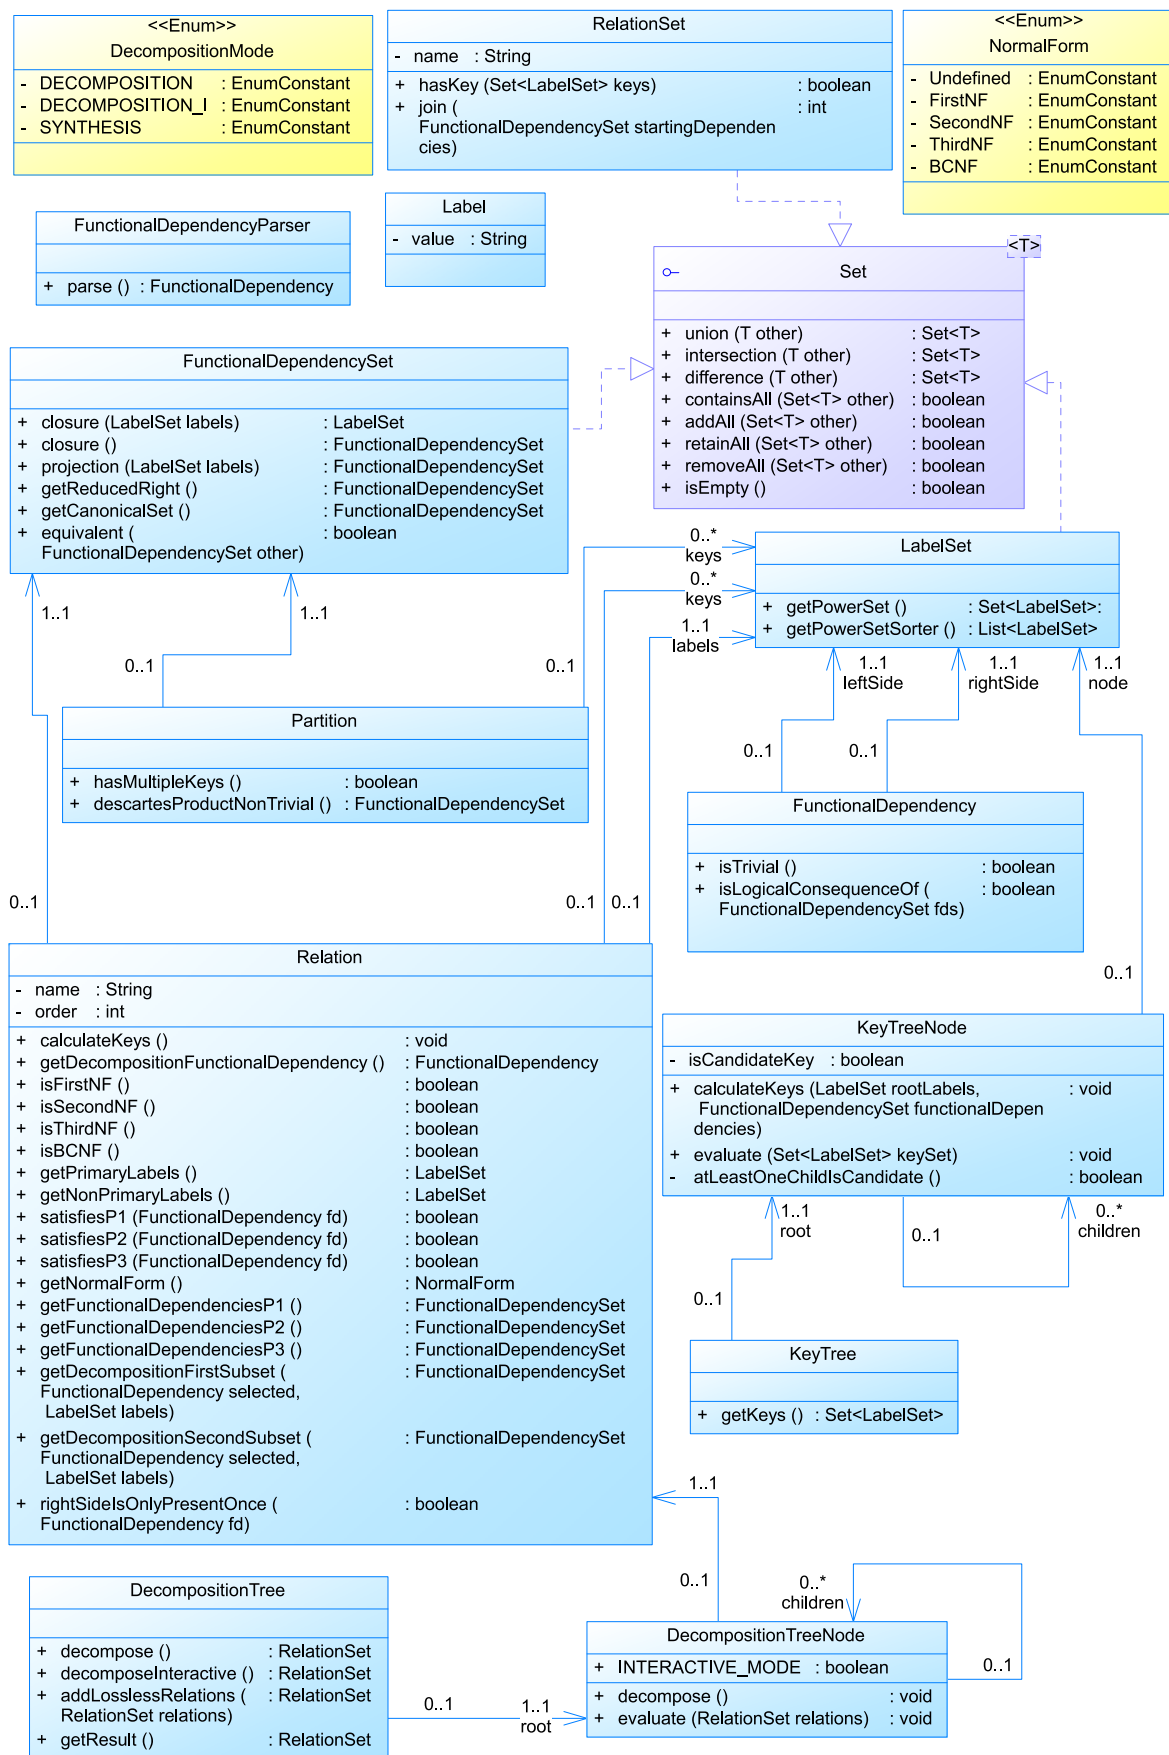 <<Enum>>
DecompositionMode
- DECOMPOSITION : EnumConstant
- DECOMPOSITION_I : EnumConstant
- SYNTHESIS : EnumConstant
RelationSet
- name : String
+ hasKey (Set<LabelSet> keys) : boolean
+ join ( : int
FunctionalDependencySet startingDependen
cies)
<<Enum>>
NormalForm
- Undefined : EnumConstant
- FirstNF : EnumConstant
- SecondNF : EnumConstant
- ThirdNF : EnumConstant
- BCNF : EnumConstant
FunctionalDependencyParser
+ parse () : FunctionalDependency
Label
- value : String
<T>
Set
+ union (T other) : Set<T>
+ intersection (T other) : Set<T>
+ difference (T other) : Set<T>
+ containsAll (Set<T> other) : boolean
+ addAll (Set<T> other) : boolean
+ retainAll (Set<T> other) : boolean
+ removeAll (Set<T> other) : boolean
+ isEmpty () : boolean
FunctionalDependencySet
+ closure (LabelSet labels) : LabelSet
+ closure () : FunctionalDependencySet
+ projection (LabelSet labels) : FunctionalDependencySet
+ getReducedRight () : FunctionalDependencySet
+ getCanonicalSet () : FunctionalDependencySet
+ equivalent ( : boolean
FunctionalDependencySet other)
0..*
keys
0..*
keys
1..1
labels
LabelSet
+ getPowerSet () : Set<LabelSet>:
+ getPowerSetSorter () : List<LabelSet>
1..1
1..1
0..1
0..1
1..1
leftSide
1..1
rightSide
1..1
node
Partition
+ hasMultipleKeys () : boolean
+ descartesProductNonTrivial () : FunctionalDependencySet
0..1
0..1
FunctionalDependency
+ isTrivial () : boolean
+ isLogicalConsequenceOf ( : boolean
FunctionalDependencySet fds)
0..1
0..1
0..1
0..1
Relation
- name : String
- order : int
+ calculateKeys () : void
+ getDecompositionFunctionalDependency () : FunctionalDependency
+ isFirstNF () : boolean
+ isSecondNF () : boolean
+ isThirdNF () : boolean
+ isBCNF () : boolean
+ getPrimaryLabels () : LabelSet
+ getNonPrimaryLabels () : LabelSet
+ satisfiesP1 (FunctionalDependency fd) : boolean
+ satisfiesP2 (FunctionalDependency fd) : boolean
+ satisfiesP3 (FunctionalDependency fd) : boolean
+ getNormalForm () : NormalForm
+ getFunctionalDependenciesP1 () : FunctionalDependencySet
+ getFunctionalDependenciesP2 () : FunctionalDependencySet
+ getFunctionalDependenciesP3 () : FunctionalDependencySet
+ getDecompositionFirstSubset ( : FunctionalDependencySet
FunctionalDependency selected,
LabelSet labels)
+ getDecompositionSecondSubset ( : FunctionalDependencySet
FunctionalDependency selected,
LabelSet labels)
+ rightSideIsOnlyPresentOnce ( : boolean
FunctionalDependency fd)
KeyTreeNode
- isCandidateKey : boolean
+ calculateKeys (LabelSet rootLabels, : void
FunctionalDependencySet functionalDepen
dencies)
+ evaluate (Set<LabelSet> keySet) : void
- atLeastOneChildIsCandidate () : boolean
1..1
root
0..1
0..*
children
0..1
KeyTree
+ getKeys () : Set<LabelSet>
1..1
0..1
DecompositionTree
+ decompose () : RelationSet
+ decomposeInteractive () : RelationSet
+ addLosslessRelations ( : RelationSet
RelationSet relations)
+ getResult () : RelationSet
0..1
1..1
root
0..*
children
DecompositionTreeNode
+ INTERACTIVE_MODE : boolean
+ decompose () : void
+ evaluate (RelationSet relations) : void
0..1